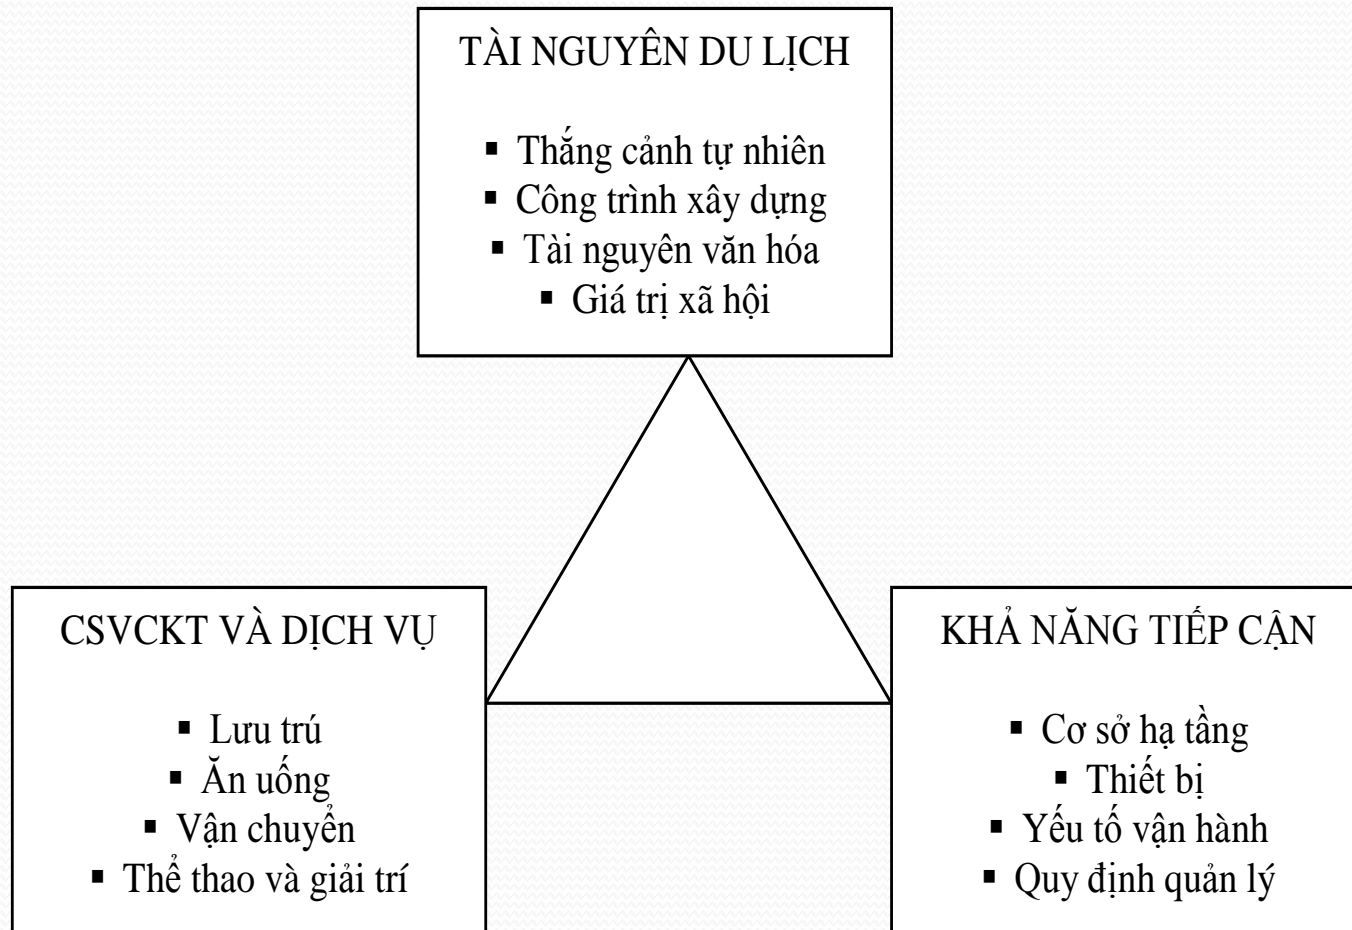 TÀI NGUYÊN DU LỊCH
▪ Thắng cảnh tự nhiên
▪ Công trình xây dựng
▪ Tài nguyên văn hóa
▪ Giá trị xã hội
CSVCKT VÀ DỊCH VỤ
▪ Lưu trú
▪ Ăn uống
▪ Vận chuyển
▪ Thể thao và giải trí
KHẢ NĂNG TIẾP CẬN
▪ Cơ sở hạ tầng
▪ Thiết bị
▪ Yếu tố vận hành
▪ Quy định quản lý